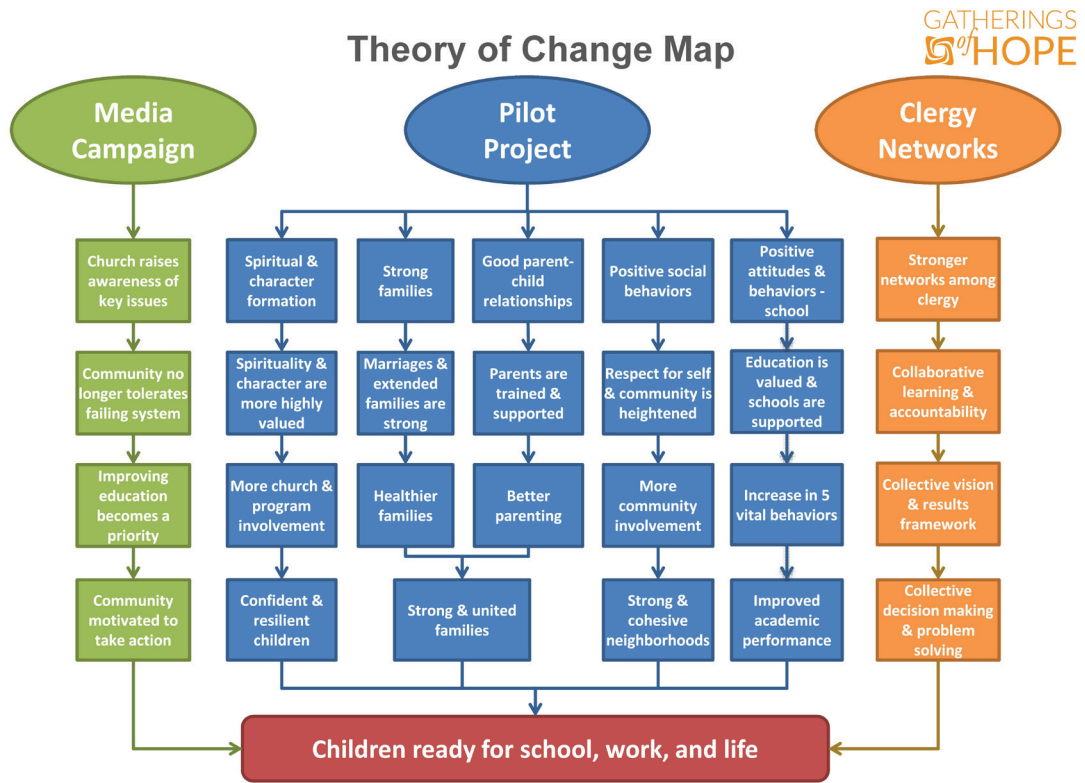 GATHERINGS
of HOPE
Theory of Change Map
Media
Campaign
Pilot
Project
Clergy
Networks
Church raises
awareness of
key issues
Spiritual &
character
formation
Strong
families
Good parent-
child
relationships
Positive social
behaviors
Positive
attitudes &
behaviors -
school
Stronger
networks among
clergy
Community no
longer tolerates
failing system
Spirituality &
character are
more highly
valued
Marriages &
extended
families are
strong
Parents are
trained &
supported
Respect for self
& community is
heightened
Education is
valued &
schools are
supported
Collaborative
learning &
accountability
Improving
education
becomes a
priority
More church &
program
involvement
Healthier
families
Better
parenting
More
community
involvement
Increase in 5
vital behaviors
Collective vision
& results
framework
Community
motivated to
take action
Confident &
resilient
children
Strong & united
families
Strong &
cohesive
neighborhoods
Improved
academic
performance
Collective
decision making
& problem
solving
Children ready for school, work, and life